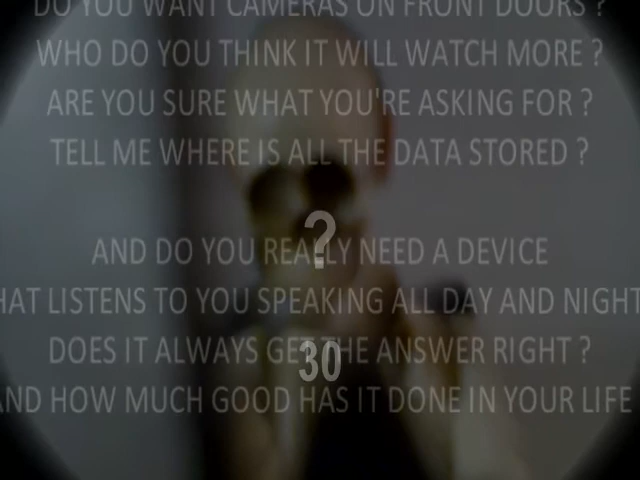 DO YOU WANT CAMERAS ON FRONT DOORS ?
WHO DO YOU THINK IT WILL WATCH MORE ?
ARE YOU SURE WHAT YOU'RE ASKING FOR ?
TELL ME WHERE IS ALL THE DATA STORED ?
?
AND DO YOU REALLY NEED A DEVICE
HAT LISTENS TO YOU SPEAKING ALL DAY AND NIGHT
30
DOES IT ALWAYS GET THE ANSWER RIGHT ?
ND HOW MUCH GOOD HAS IT DONE IN YOUR LIFE